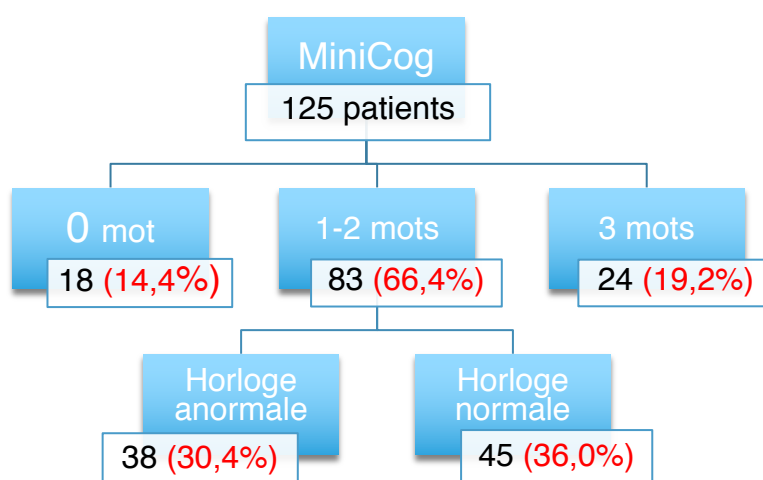 MiniCog
125 patients
0 mot
18 (14,4%)
1-2 mots
83 (66,4%)
3 mots
24 (19,2%)
Horloge
anormale
38 (30,4%)
Horloge
normale
45 (36,0%)